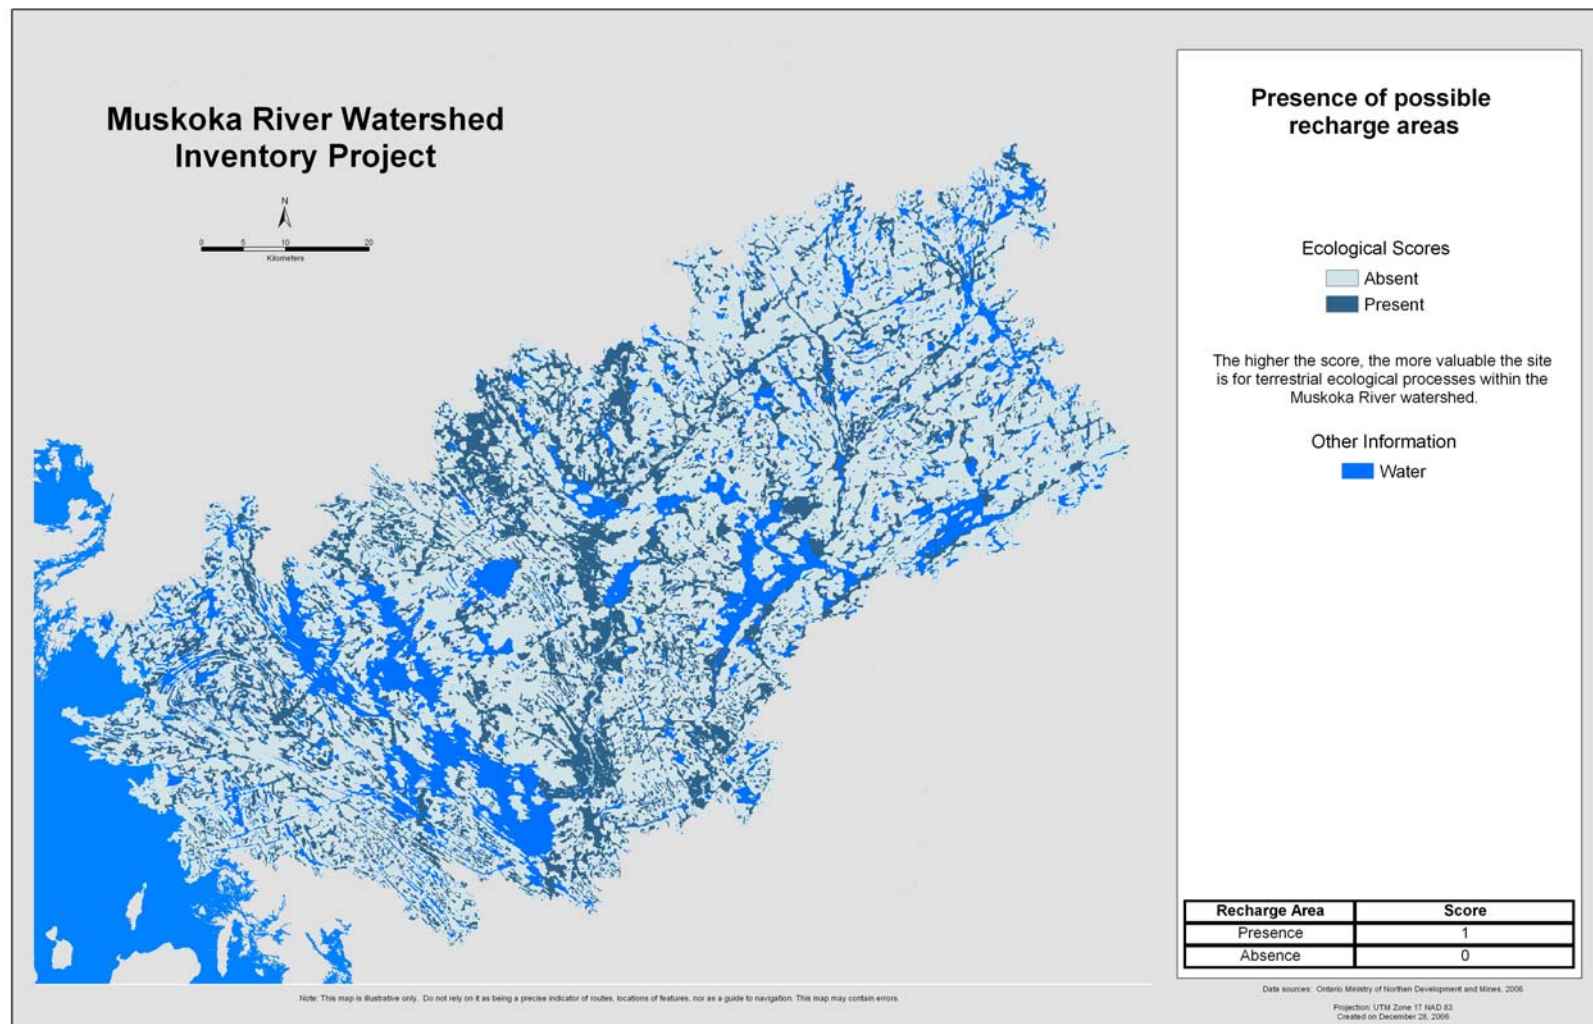 Muskoka River Watershed
Inventory Project
N
0 5 10 20
Kilometers
Presence of possible
recharge areas
Ecological Scores
Absent
Present
The higher the score, the more valuable the site
is for terrestrial ecological processes within the
Muskoka River watershed.
Other Information
Water
Recharge Area Score
Presence 1
Absence 0
Note: This map is illustrative only. Do not rely on it as being a precise indicator of routes, locations of features, nor as a guide to navigation. This map may contain errors.
Data sources: Ontario Ministry of Northen Development and Mines, 2006
Projection: UTM Zone 17 NAD 83
Created on December 28, 2006